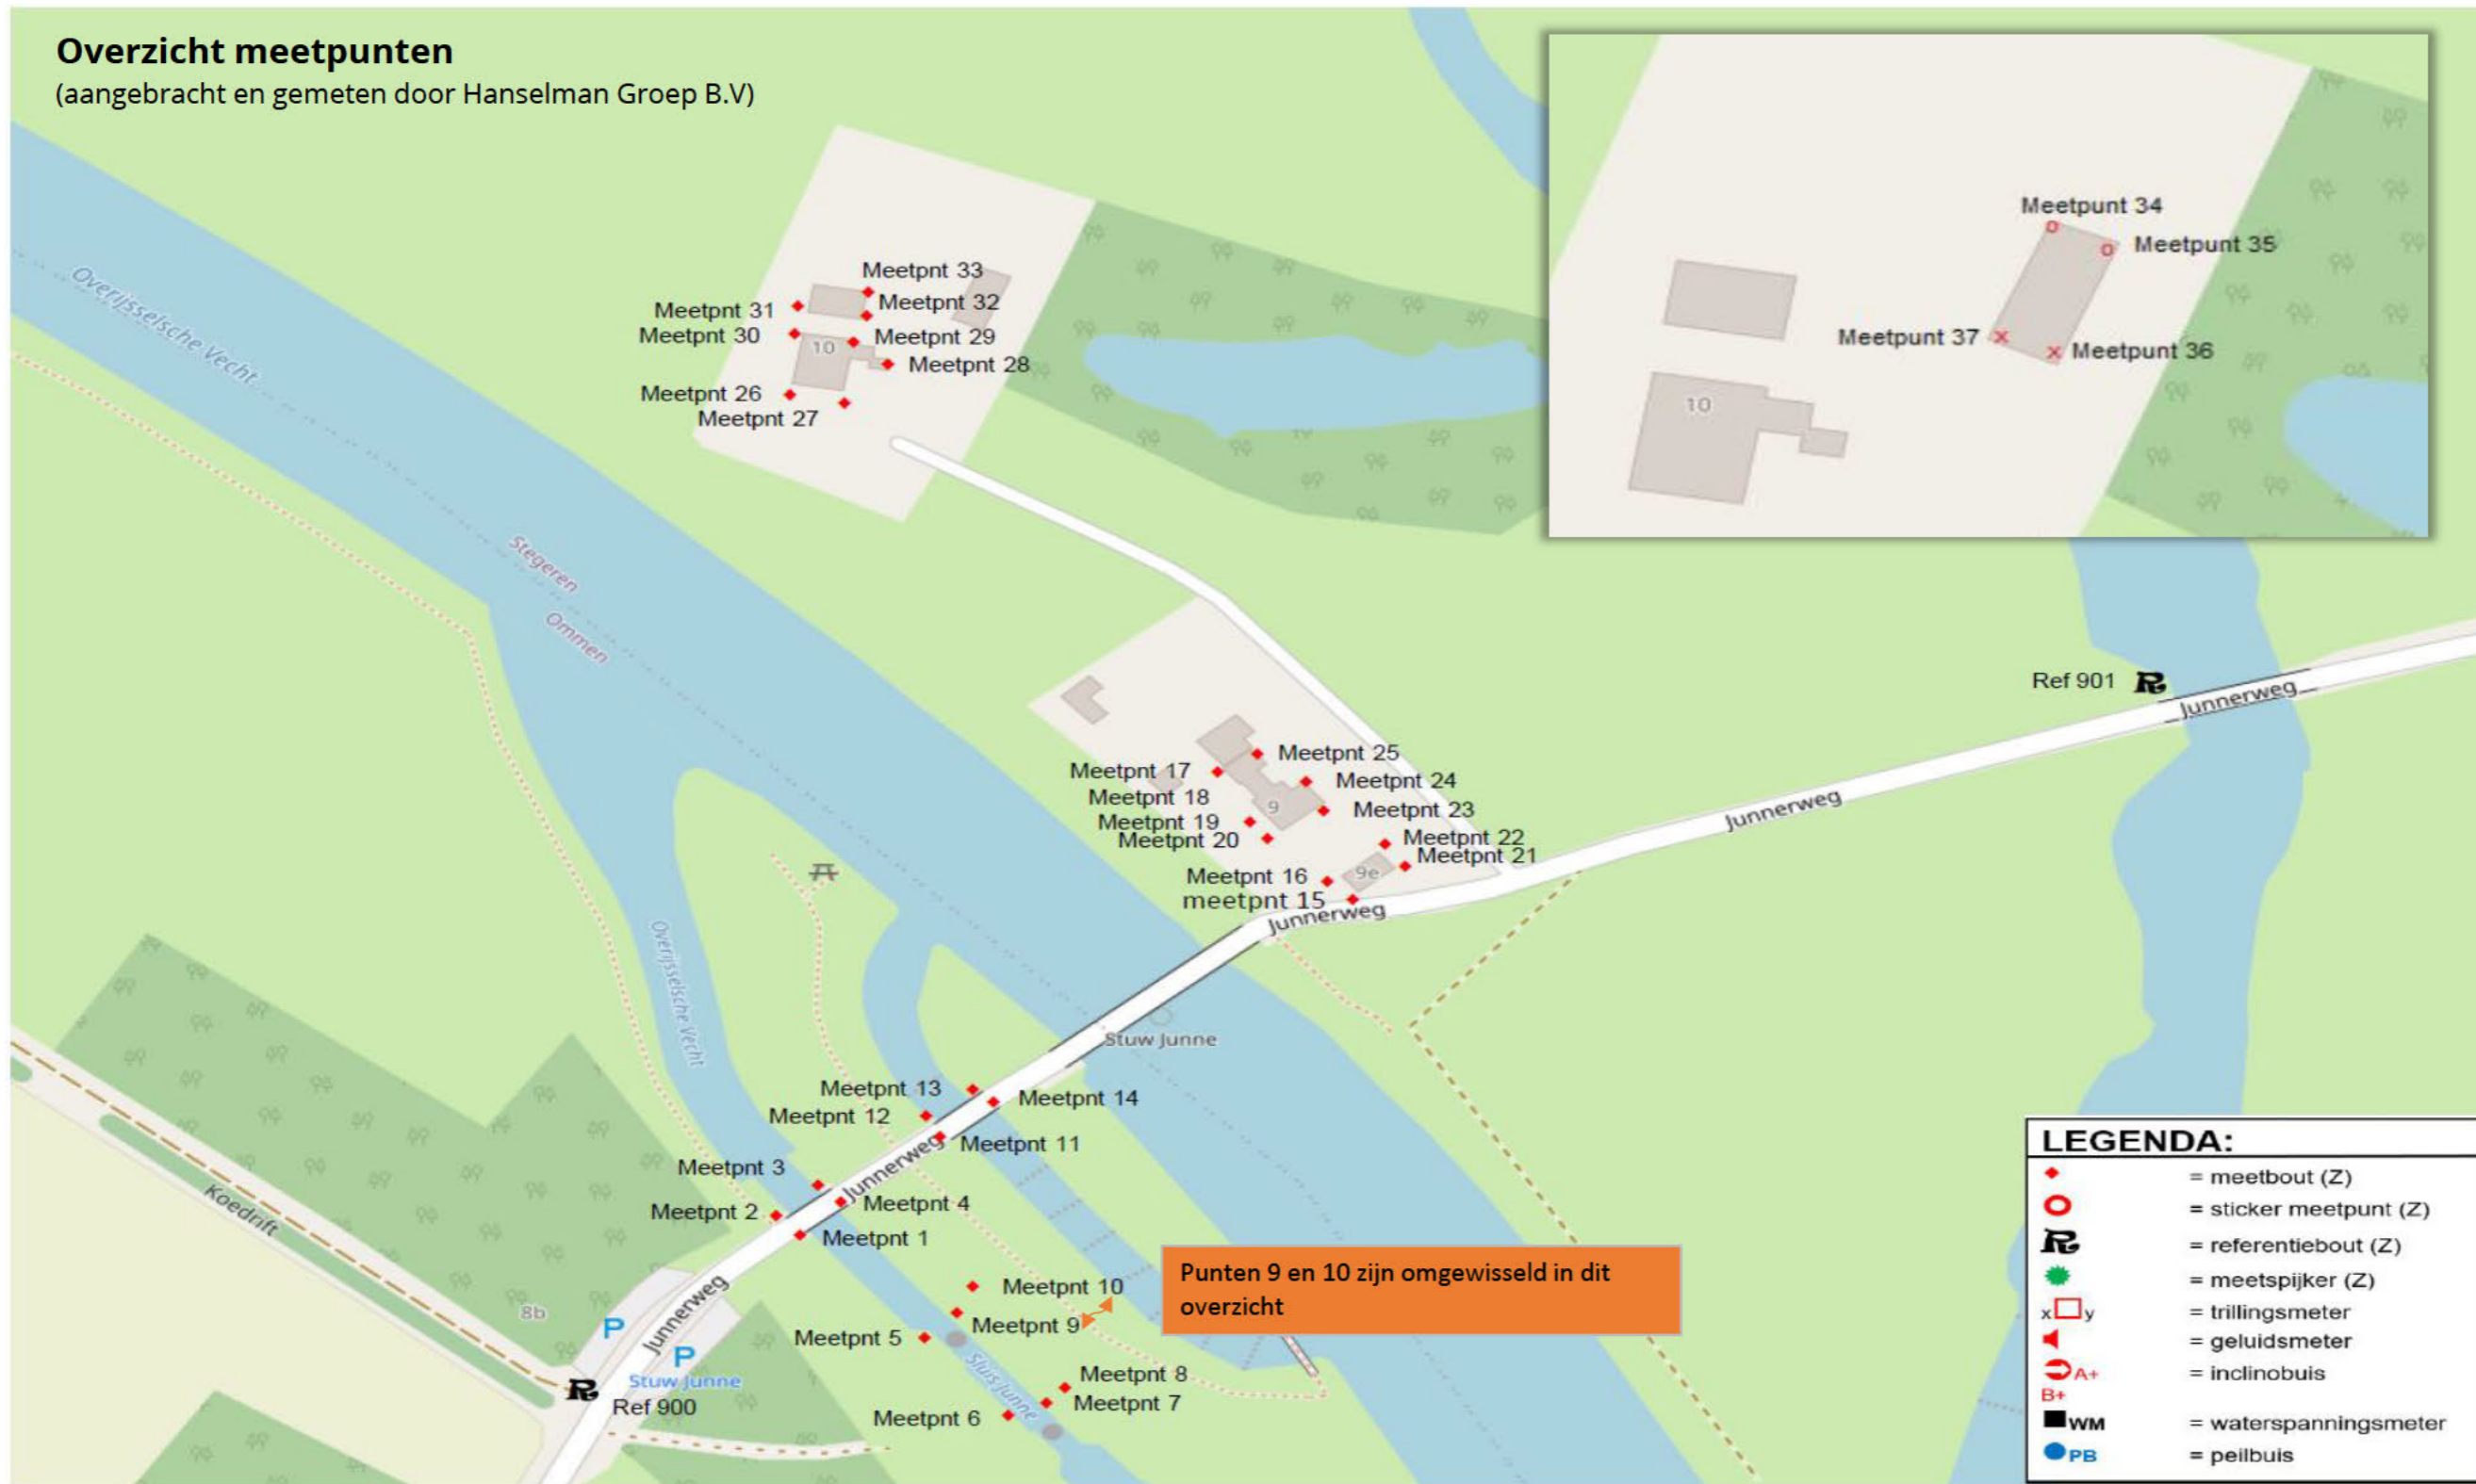 Overzicht meetpunten
(aangebracht en gemeten door Hanselman Groep B.V)
Overijsselsche Vecht
Stegeren
Ommen
Meetpnt 33
Meetpnt 31
Meetpnt 32
Meetpnt 30
Meetpnt 29
10
Meetpnt 28
Meetpnt 26
Meetpnt 27
Meetpunt 34
Meetpunt 35
Meetpunt 37
Meetpunt 36
10
Ref 901
Junnerweg
Junnerweg
Meetpnt 25
Meetpnt 17
Meetpnt 24
Meetpnt 18
9
Meetpnt 23
Meetpnt 19
Meetpnt 20
Meetpnt 22
Meetpnt 21
Meetpnt 16
9e
meetpnt 15
Junnerweg
Overijsselsche Vecht
Stuw Junne
Meetpnt 13
Meetpnt 14
Meetpnt 12
Meetpnt 11
Junnerweg
Meetpnt 3
Meetpnt 4
Meetpnt 2
Meetpnt 1
Koedrift
Junnerweg
8b
P
P
Stuw Junne
R
Ref 900
Meetpnt 10
Meetpnt 9
Meetpnt 5
Sluis Junne
Meetpnt 8
Meetpnt 7
Meetpnt 6
Punten 9 en 10 zijn omgewisseld in dit
overzicht
LEGENDA:
= meetbout (Z)
= sticker meetpunt (Z)
R = referentiebout (Z)
= meetspijker (Z)
x y = trillingsmeter
= geluidsmeter
A+ = inclinobuis
B+
WM = waterspanningsmeter
PB = peilbuis